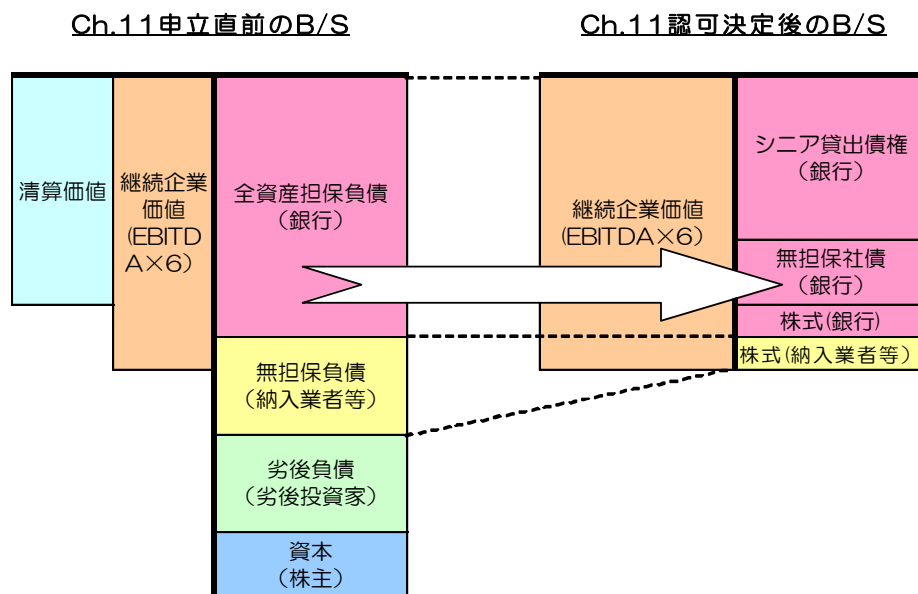 Ch.11申立直前のB/S
Ch.11認可決定後のB/S
清算価値
継続企業
価値
(EBITD
A×6)
全資産担保負債
（銀行）
無担保負債
（納入業者等）
劣後負債
（劣後投資家）
資本
（株主）
継続企業価値
(EBITDA×6)
シニア貸出債権
（銀行）
無担保社債
（銀行）
株式(銀行)
株式(納入業者等）